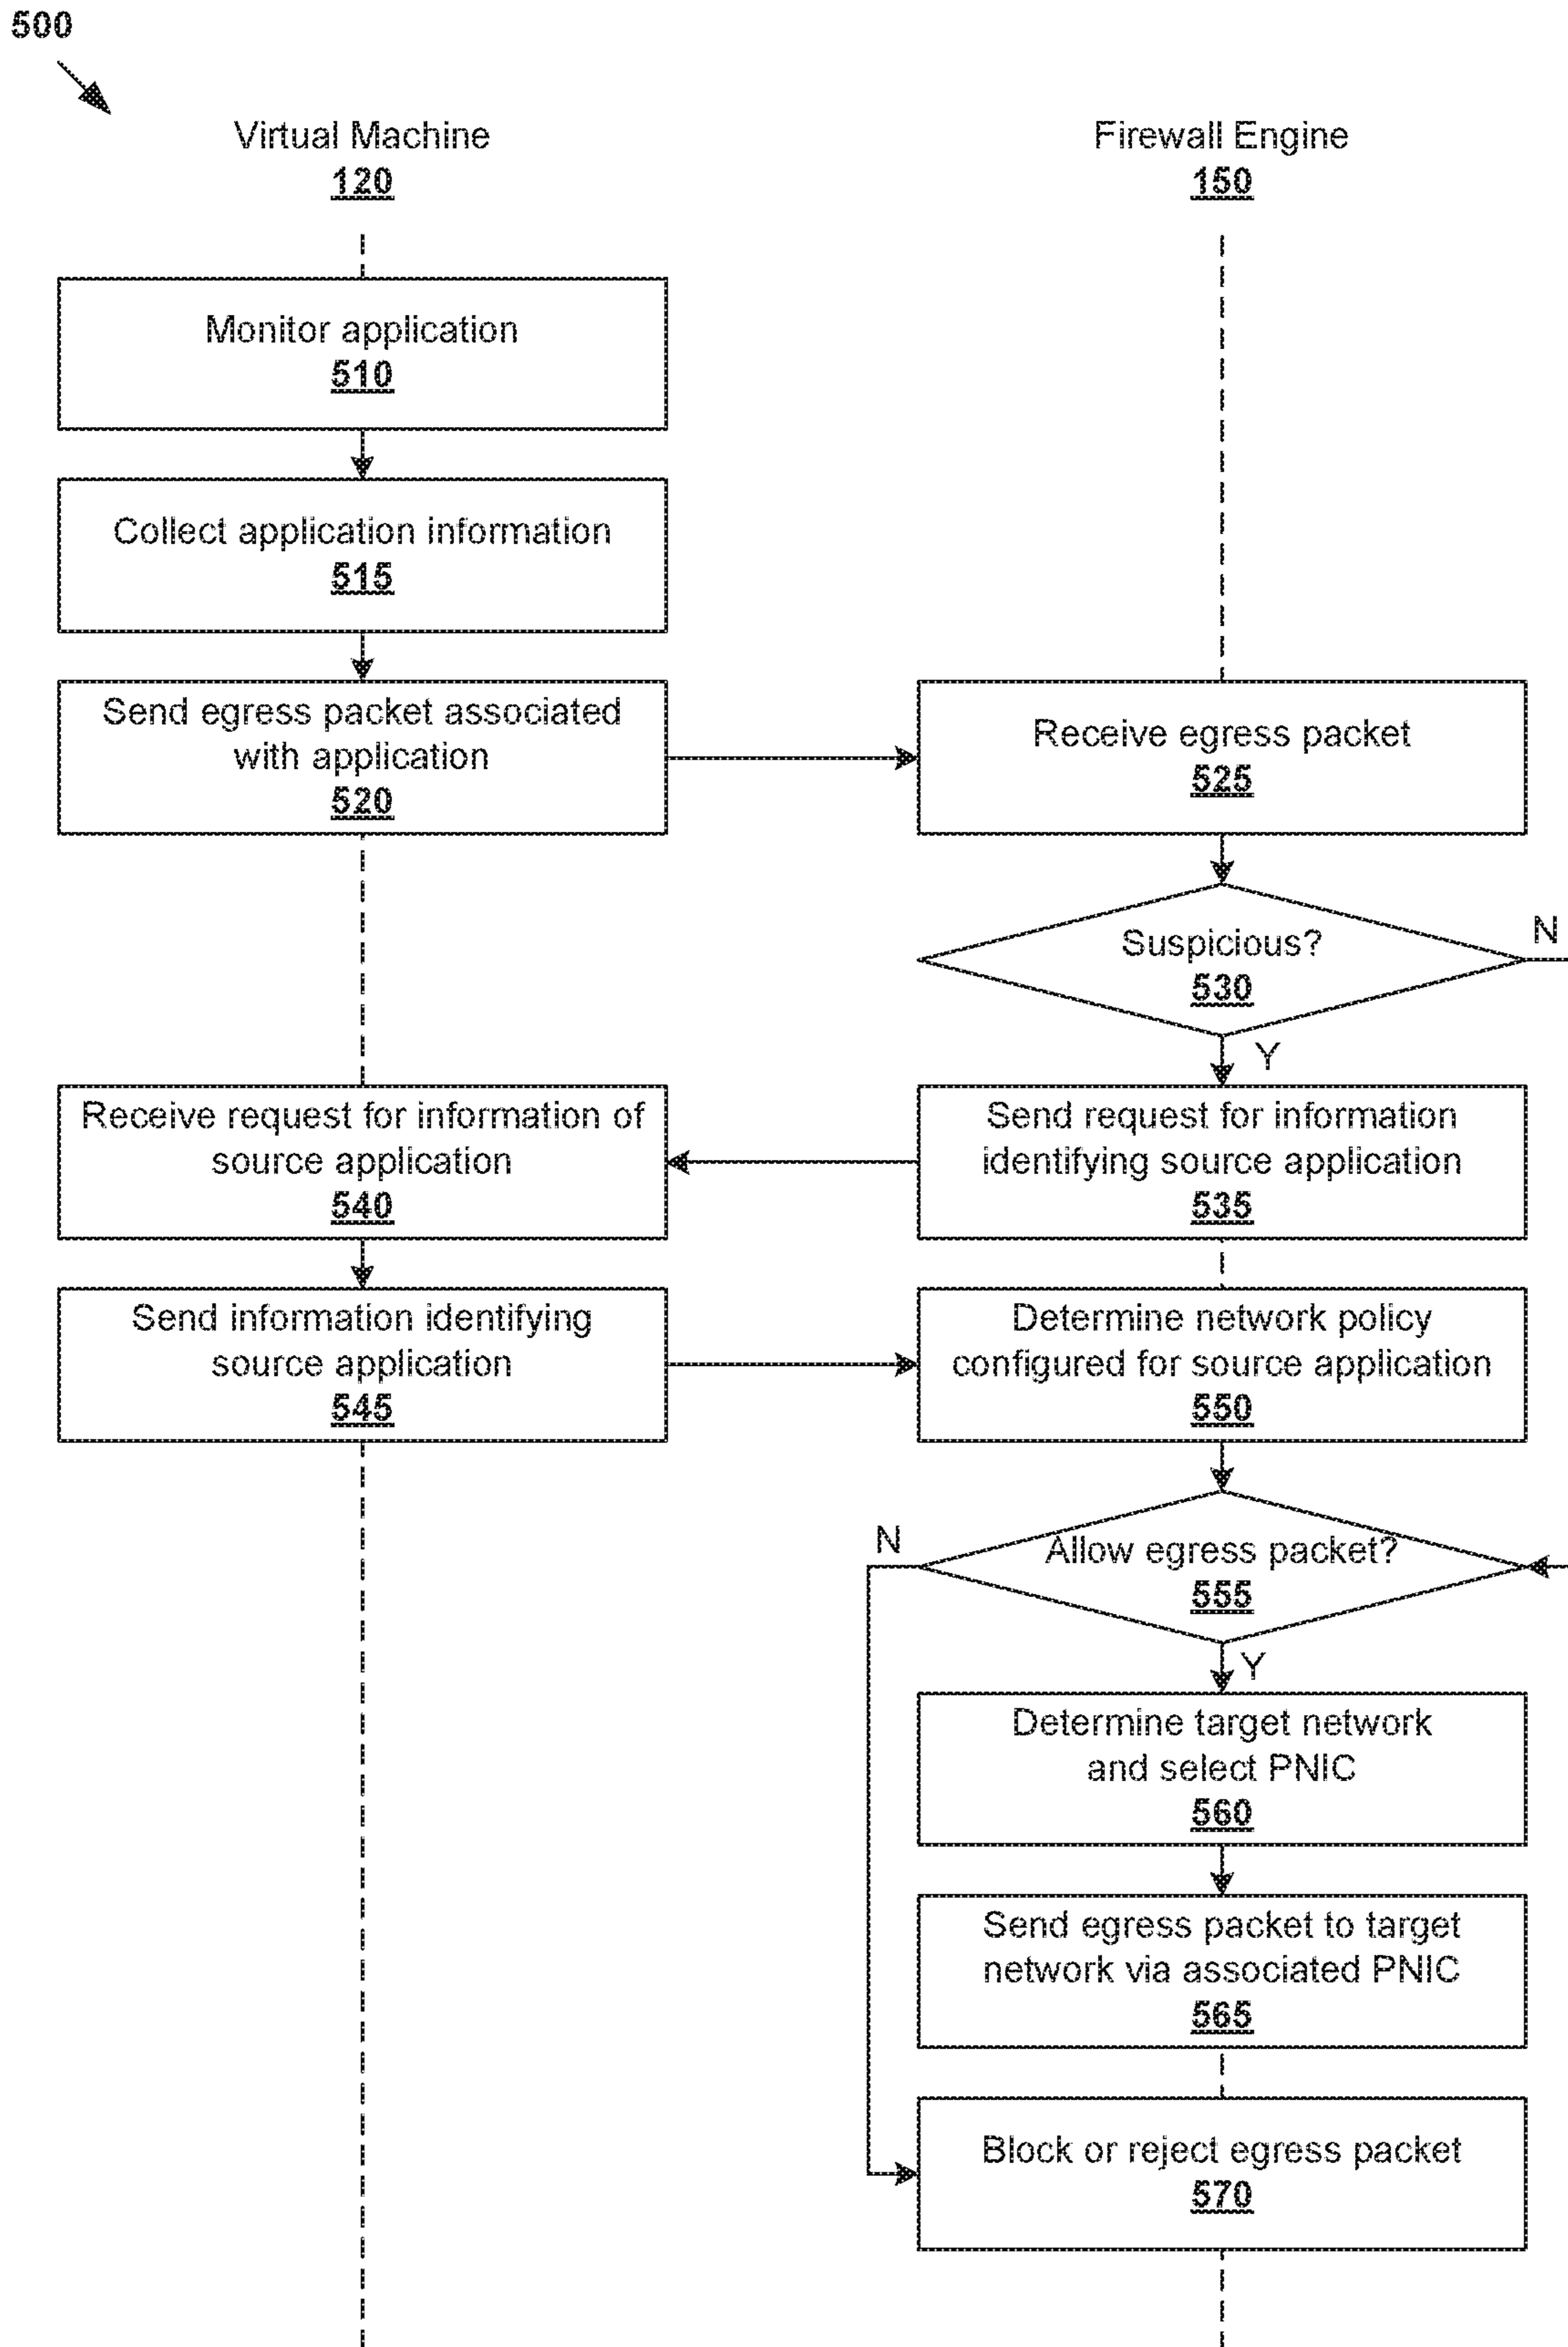 500
Virtual Machine
120
Firewall Engine
150
Monitor application
510
Collect application information
515
Send egress packet associated
with application
520
Receive egress packet
525
Suspicious?
530
N
Y
Receive request for information of
source application
540
Send request for information
identifying source application
535
Send information identifying
source application
545
Determine network policy
configured for source application
550
N
Allow egress packet?
555
Y
Determine target network
and select PNIC
560
Send egress packet to target
network via associated PNIC
565
Block or reject egress packet
570